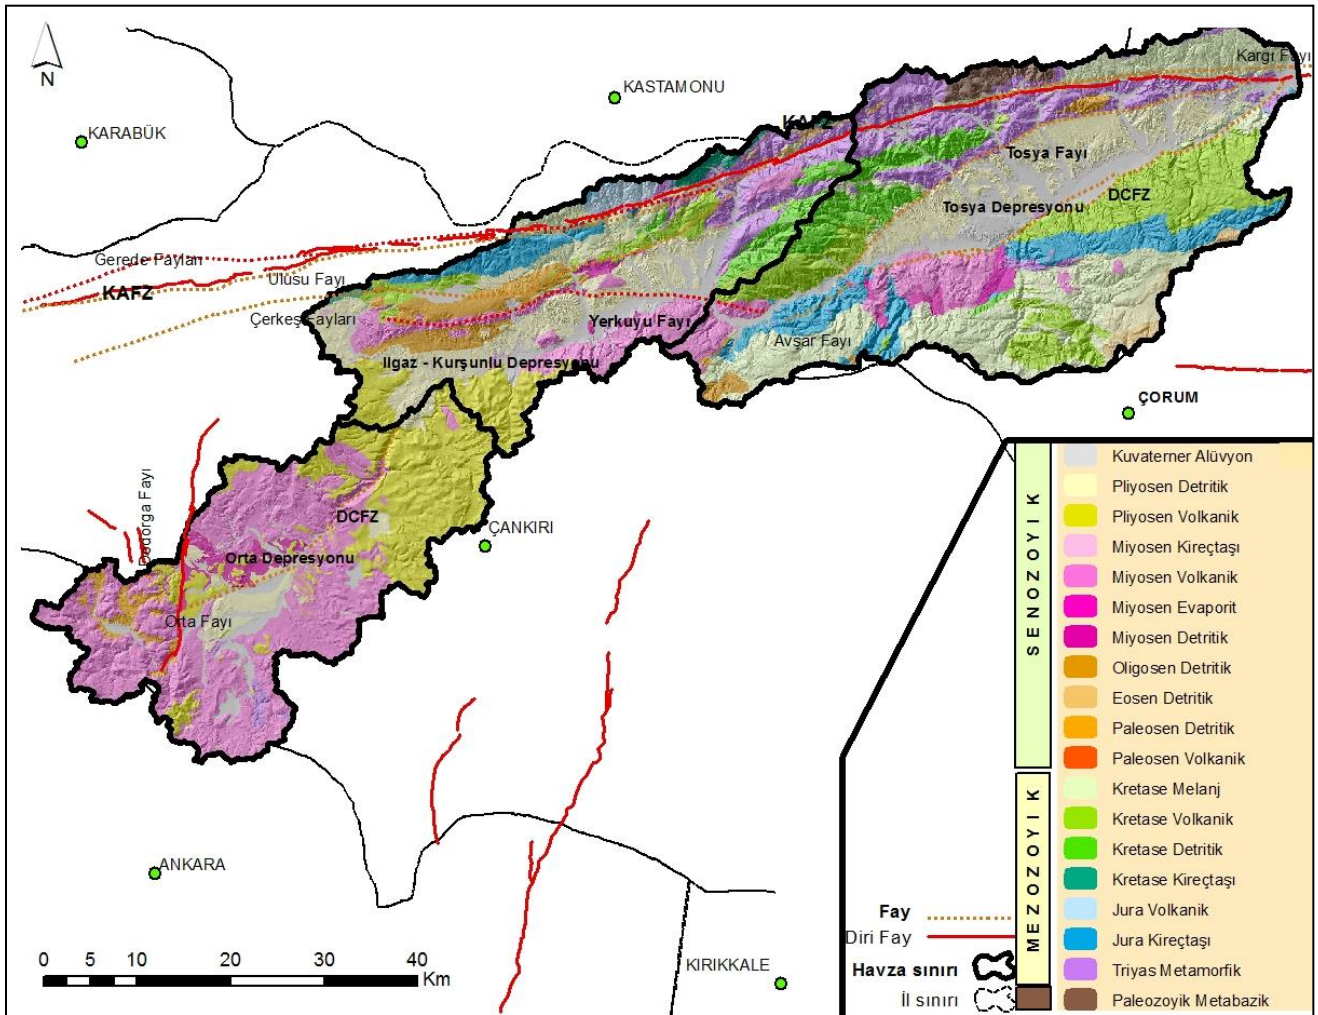 N
KARABÜK
KASTAMONU
Kargı Fayı
KAFZ
Tosya Fayı
DCFZ
Tosya Depresyonu
Gerede Fayları
Ulusu Fayı
KAFZ
Çerkeş Fayları
Yerkuyu Fayı
Avşar Fayı
Ilgaz - Kurşunlu Depresyonu
ÇORUM
Dodorga Fayı
DCFZ
ÇANKIRI
Orta Depresyonu
Orta Fayı
ANKARA
KIRIKKALE
0 5 10 20 30 40
Km
SENOZOYIK
MEZOZOYIK
Kuvaterner Alüvyon
Pliyosen Detritik
Pliyosen Volkanik
Miyosen Kireçtaşı
Miyosen Volkanik
Miyosen Evaporit
Miyosen Detritik
Oligosen Detritik
Eosen Detritik
Paleosen Detritik
Paleosen Volkanik
Kretase Melanj
Kretase Volkanik
Kretase Detritik
Kretase Kireçtaşı
Jura Volkanik
Jura Kireçtaşı
Triyas Metamorfik
Paleozoyik Metabazik
Fay
Diri Fay
Havza sınırı
İl sınırı